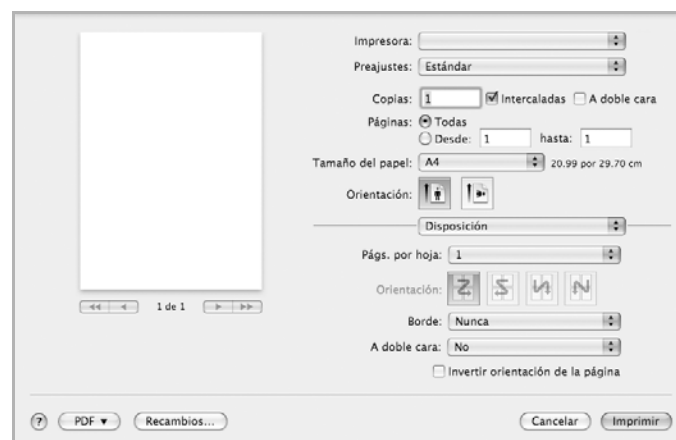 Impresora:
Preajustes: Estándar
Copias: 1 Intercaladas A doble cara
Páginas: Todas
Desde: 1 hasta: 1
Tamaño del papel: A4 20.99 por 29.70 cm
Orientación:
Disposición
Págs. por hoja: 1
Orientación:
Borde: Nunca
A doble cara: No
Invertir orientación de la página
1 de 1
? PDF Recambios... Cancelar Imprimir